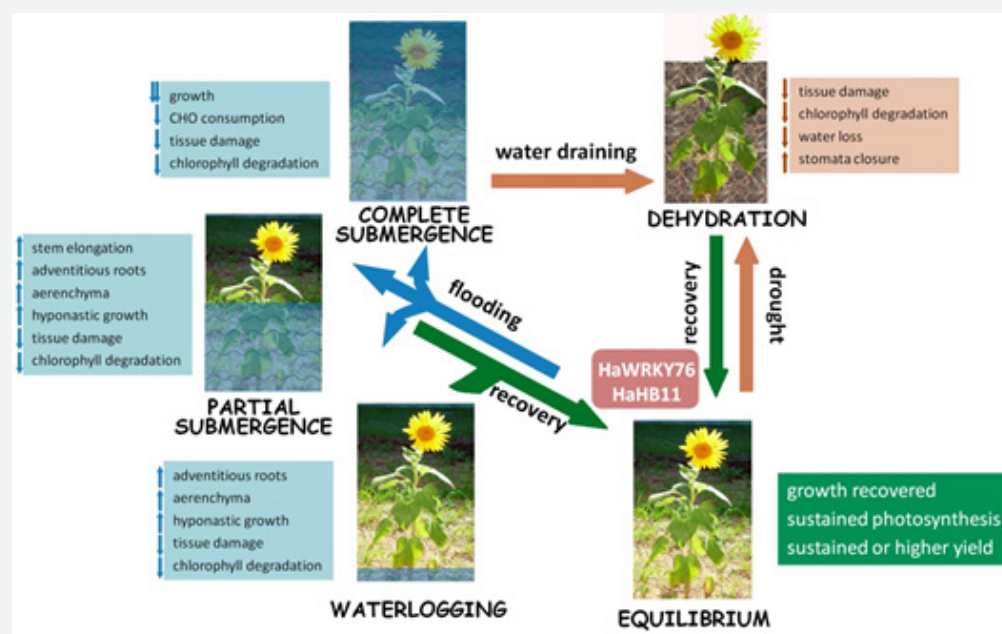 growth
CHO consumption
tissue damage
chlorophyll degradation
COMPLETE
SUBMERGENCE
water draining
DEHYDRATION
tissue damage
chlorophyll degradation
water loss
stomata closure
stem elongation
adventitious roots
aerenchyma
hyponastic growth
tissue damage
chlorophyll degradation
PARTIAL
SUBMERGENCE
flooding
recovery
recovery
drought
HaWRKY76
HaHB11
adventitious roots
aerenchyma
hyponastic growth
tissue damage
chlorophyll degradation
WATERLOGGING
EQUILIBRIUM
growth recovered
sustained photosynthesis
sustained or higher yield